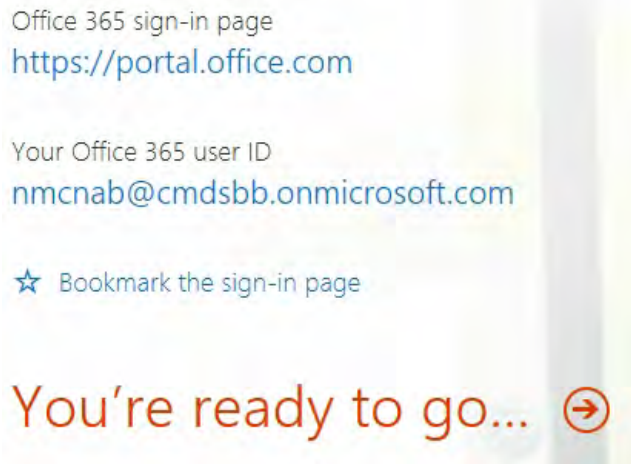 Office 365 sign-in page
https://portal.office.com
Your Office 365 user ID
nmcnab@cmdsbb.onmicrosoft.com
Bookmark the sign-in page
You're ready to go...